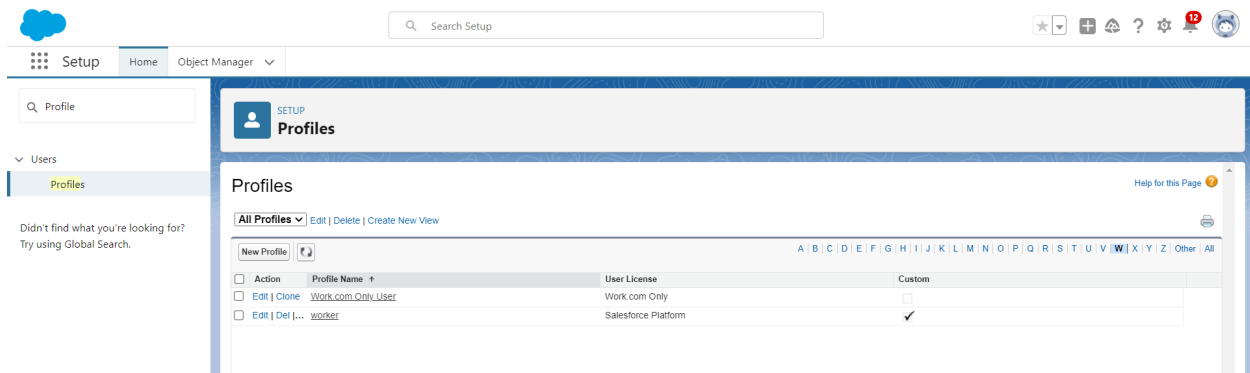 Search Setup
12
Setup Home Object Manager
Profile
SETUP
Profiles
Users
Profiles
Didn't find what you're looking for?
Try using Global Search.
Profiles
Help for this Page ?
All Profiles Edit | Delete | Create New View
New Profile A | B | C | D | E | F | G | H | I | J | K | L | M | N | O | P | Q | R | S | T | U | V | W | X | Y | Z | Other | All
Action Profile Name ↑ User License Custom
Edit | Clone Work.com Only User Work.com Only
Edit | Del |... worker Salesforce Platform ✓